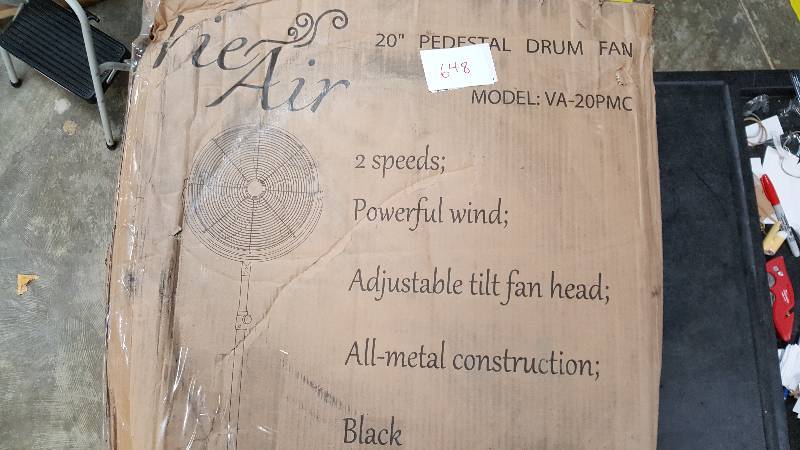 Air
20" PEDESTAL DRUM FAN
648
MODEL: VA-20PMC
2 speeds;
Powerful wind;
Adjustable tilt fan head;
All-metal construction;
Black